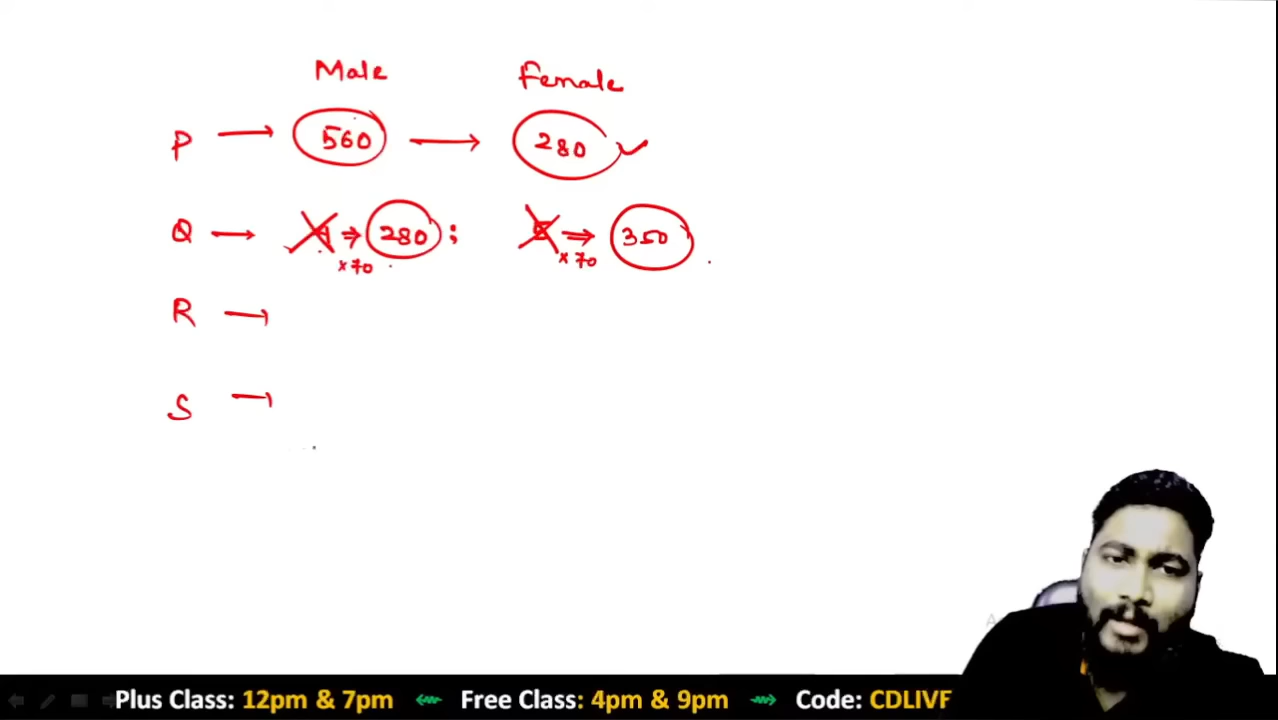 Male Female
P → 560 → 280 ✓
Q → 4 ⇒ 280 ; 5 ⇒ 350
×70 ×70
R →
S →
Plus Class: 12pm & 7pm Free Class: 4pm & 9pm Code: CDLIVF